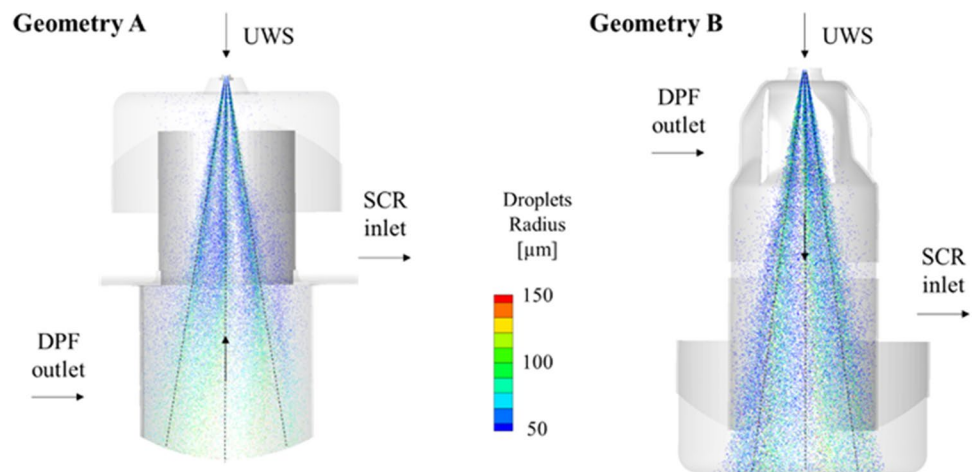 Geometry A
UWS
SCR
inlet
DPF
outlet
Droplets
Radius
[µm]
150
100
50
Geometry B
UWS
DPF
outlet
SCR
inlet